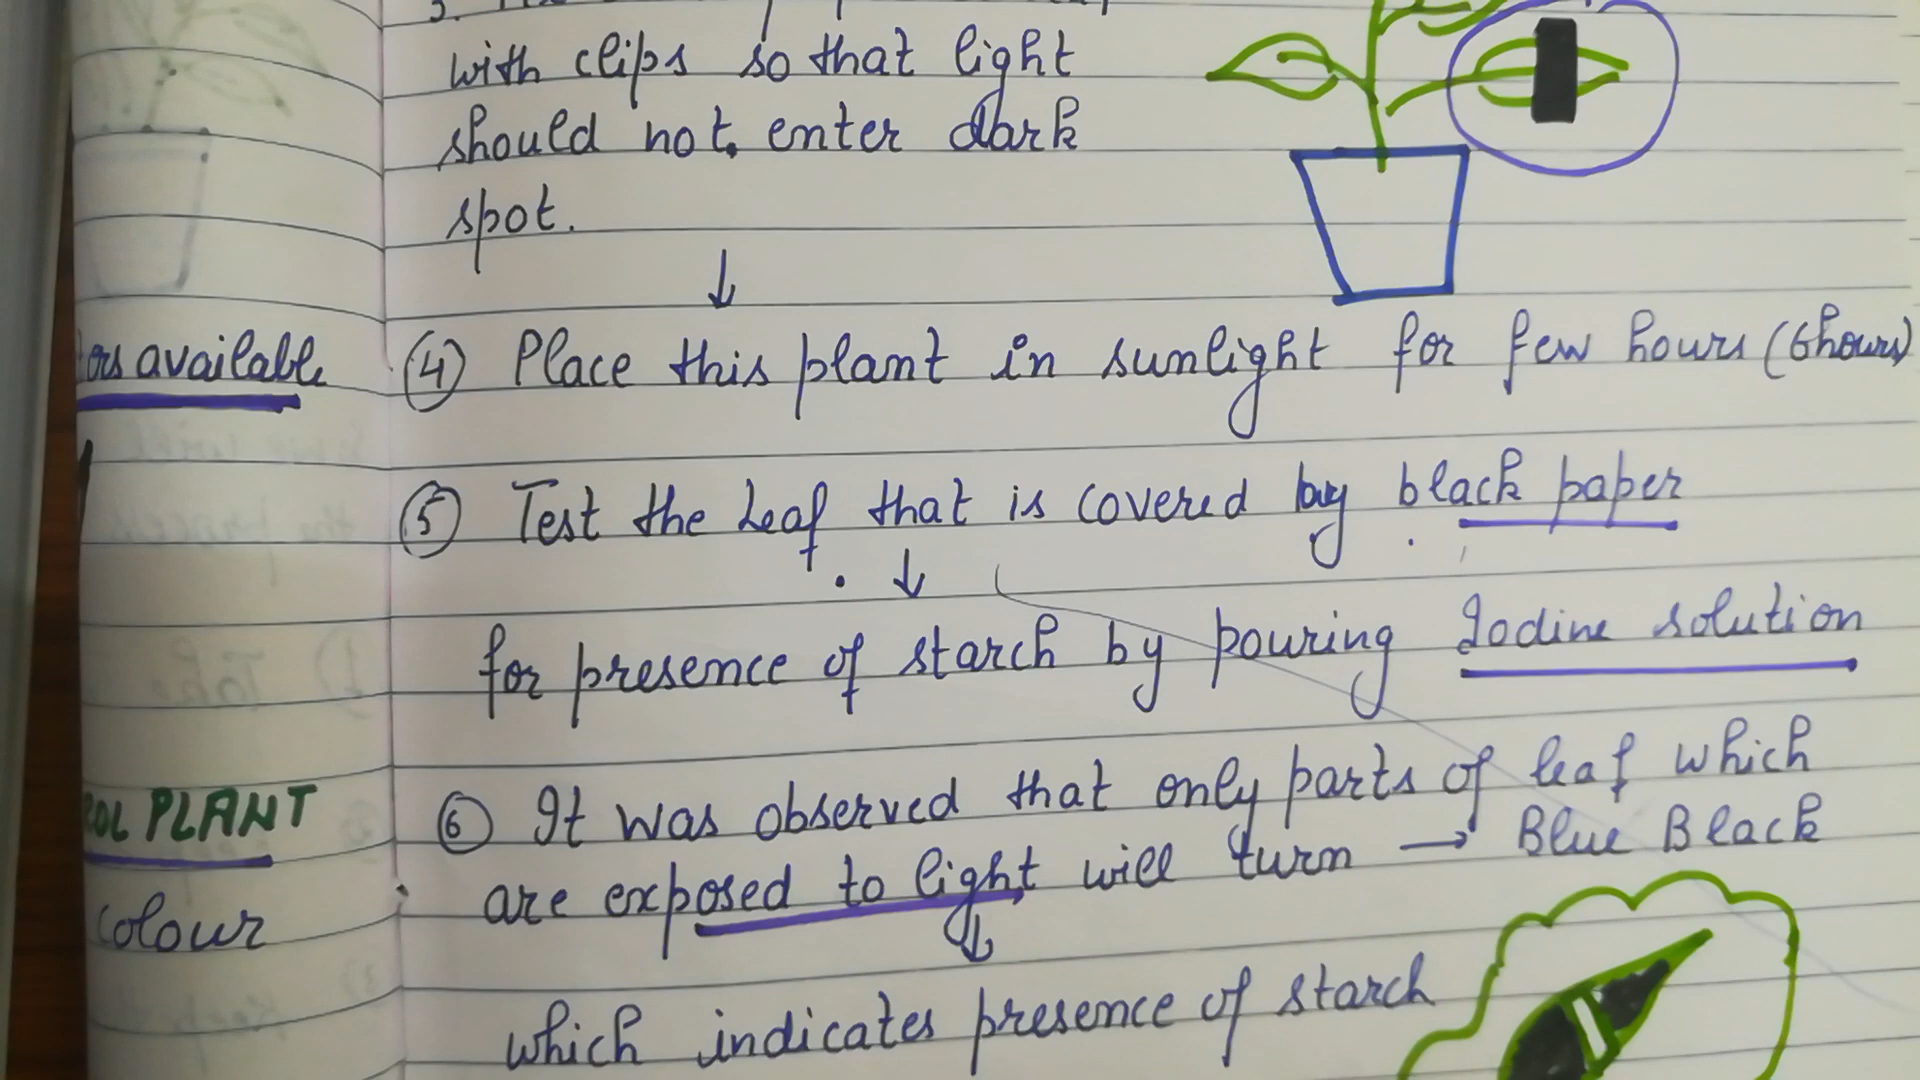 with clips so that light
should not enter dark
spot.
↓
ors available
(4) Place this plant in sunlight for few hours (6hours)
(5) Test the Leaf that is covered by black paper
↓
for presence of starch by pouring Iodine solution
ROL PLANT
(6) It was observed that only parts of leaf which
are exposed to light will turn → Blue Black
↓
colour
which indicates presence of starch